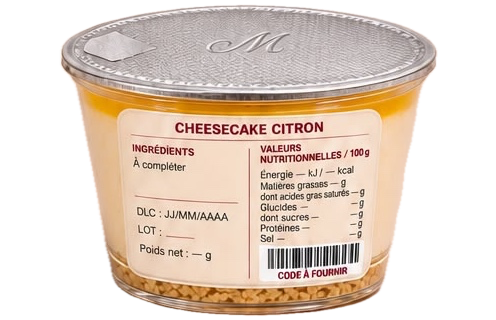 M
CHEESECAKE CITRON
INGRÉDIENTS
À compléter
DLC : JJ/MM/AAAA
LOT : ____
Poids net : — g
VALEURS
NUTRITIONNELLES / 100 g
Énergie — kJ / — kcal
Matières grasses — g
dont acides gras saturés — g
Glucides — g
dont sucres — g
Protéines — g
Sel — g
CODE À FOURNIR